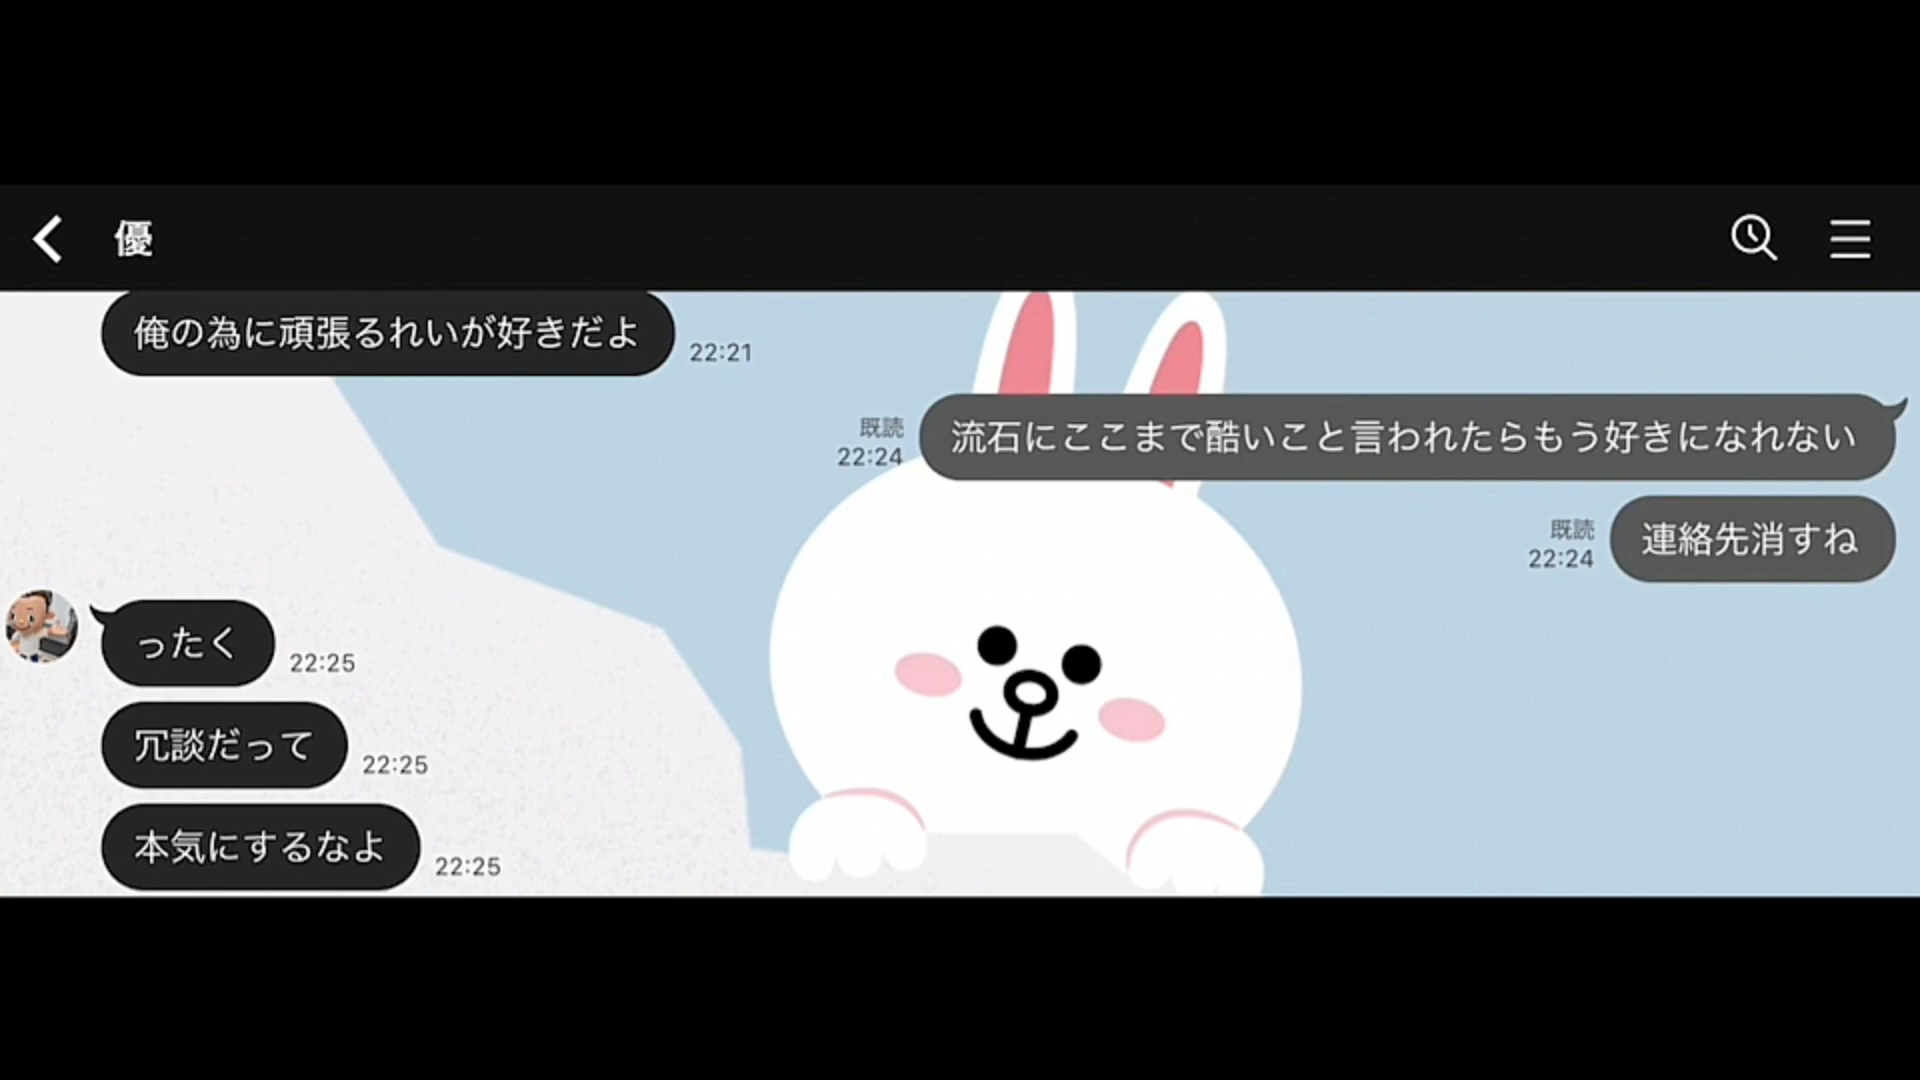 優
俺の為に頑張るれいが好きだよ
22:21
既読
22:24
流石にここまで酷いこと言われたらもう好きになれない
既読
22:24
連絡先消すね
ったく
22:25
冗談だって
22:25
本気にするなよ
22:25